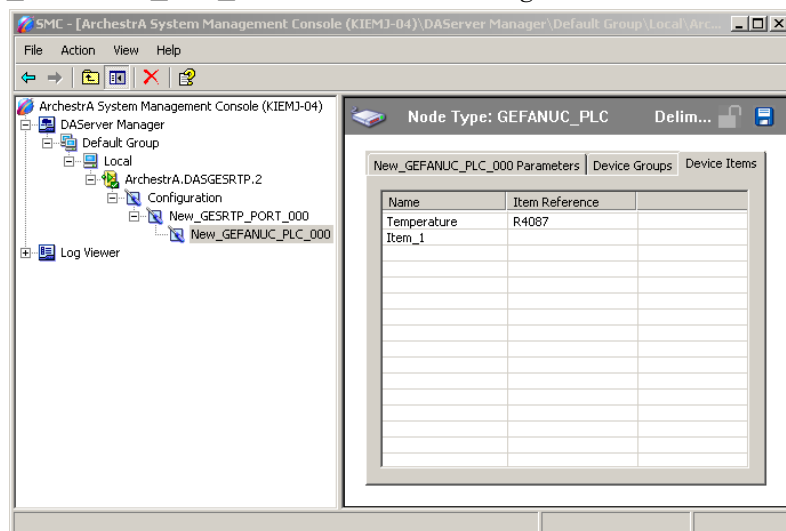 SMC - [ArchestrA System Management Console (KIEMJ-04)\DAServer Manager\Default Group\Local\Arc...
File Action View Help
ArchestrA System Management Console (KIEMJ-04)
DAServer Manager
Default Group
Local
ArchestrA.DASGESRTP.2
Configuration
New_GESRTP_PORT_000
New_GEFANUC_PLC_000
Log Viewer
Node Type: GEFANUC_PLC Delim...
New_GEFANUC_PLC_000 Parameters Device Groups Device Items
Name Item Reference
Temperature R4087
Item_1